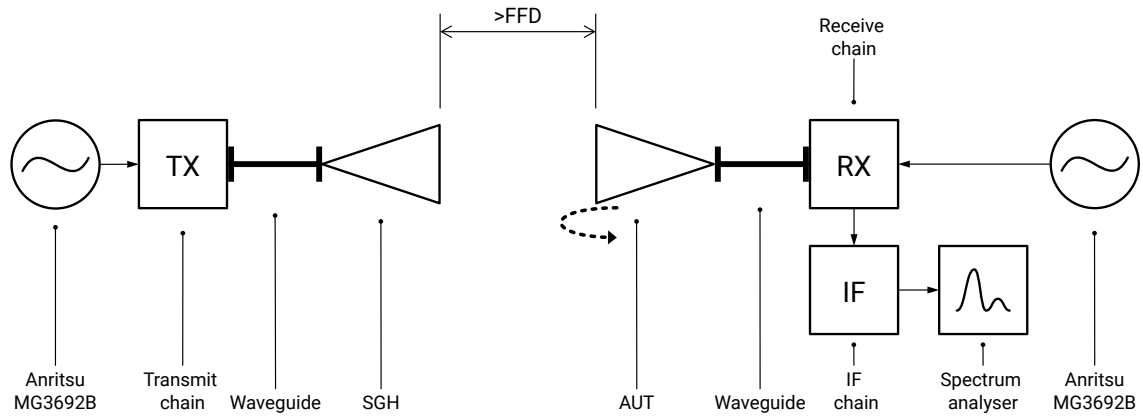 >FFD
Receive
chain
TX
RX
IF
Anritsu
MG3692B
Transmit
chain
Waveguide
SGH
AUT
Waveguide
IF
chain
Spectrum
analyser
Anritsu
MG3692B